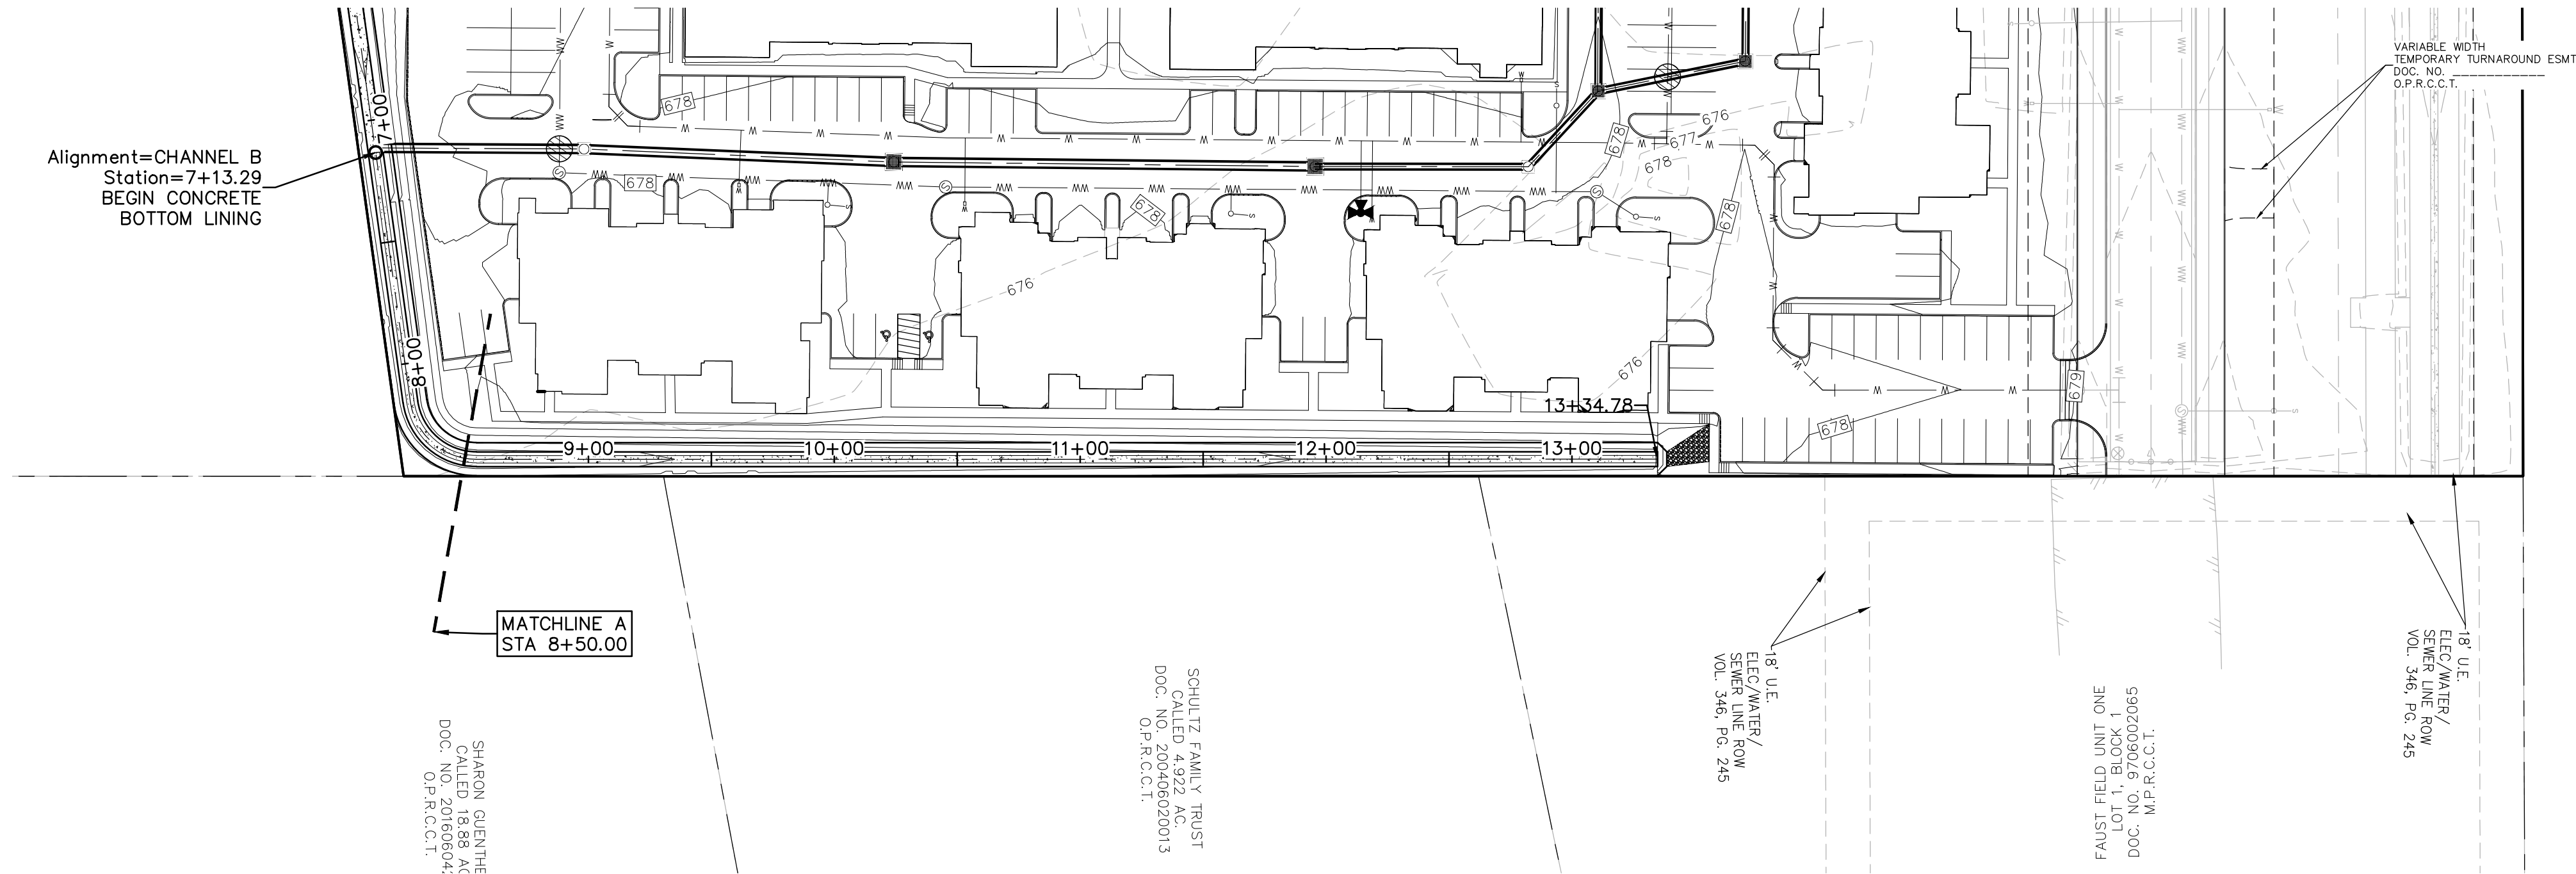 VARIABLE WIDTH
TEMPORARY TURNAROUND ESMT
DOC. NO. ___________
O.P.R.C.C.T.
Alignment=CHANNEL B
Station=7+13.29
BEGIN CONCRETE
BOTTOM LINING
7+00
8+00
678
678
678
678
678
678
679
676
677
678
676
676
13+34.78
9+00
10+00
11+00
12+00
13+00
MATCHLINE A
STA 8+50.00
SHARON GUENTHE
CALLED 18.88 AC
DOC. NO. 20160604
O.P.R.C.C.T.
SCHULTZ FAMILY TRUST
CALLED 4.922 AC.
DOC. NO. 200406020013
O.P.R.C.C.T.
18' U.E.
ELEC/WATER/
SEWER LINE ROW
VOL. 346, PG. 245
FAUST FIELD UNIT ONE
LOT 1, BLOCK 1
DOC. NO. 9706002065
M.P.R.C.C.T.
18' U.E.
ELEC/WATER/
SEWER LINE ROW
VOL. 346, PG. 245